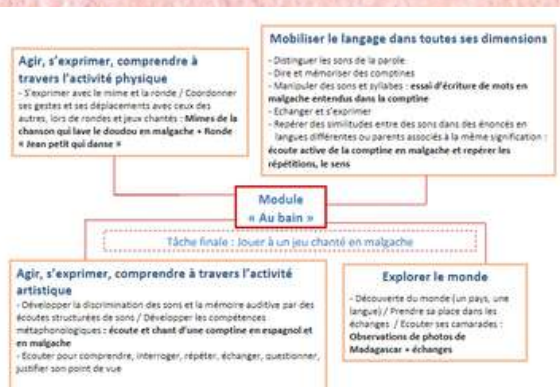 Agir, s'exprimer, comprendre à
travers l'activité physique
- S'exprimer avec le mime et la ronde / Coordonner
ses gestes et ses déplacements avec ceux des
autres, lors de rondes et jeux chantés : Mimes de la
chanson qui lave le doudou en malgache + Ronde
« Jean petit qui danse »
Mobiliser le langage dans toutes ses dimensions
- Distinguer les sons de la parole
- Dire et mémoriser des comptines
- Manipuler des sons et syllabes : essai d'écriture de mots en
malgache entendus dans la comptine
- Echanger et s'exprimer
- Repérer des similitudes entre des sons dans des énoncés en
langues différentes ou parents associés à la même signification :
écoute active de la comptine en malgache et repérer les
répétitions, le sens
Module
« Au bain »
Tâche finale : Jouer à un jeu chanté en malgache
Agir, s'exprimer, comprendre à travers l'activité
artistique
- Développer la discrimination des sons et la mémoire auditive par des
écoutes structurées de sons / Développer les compétences
métaphonologiques : écoute et chant d'une comptine en espagnol et
en malgache
- Ecouter pour comprendre, interroger, répéter, échanger, questionner,
justifier son point de vue
Explorer le monde
- Découverte du monde (un pays, une
langue) / Prendre sa place dans les
échanges / Ecouter ses camarades :
Observations de photos de
Madagascar + échanges